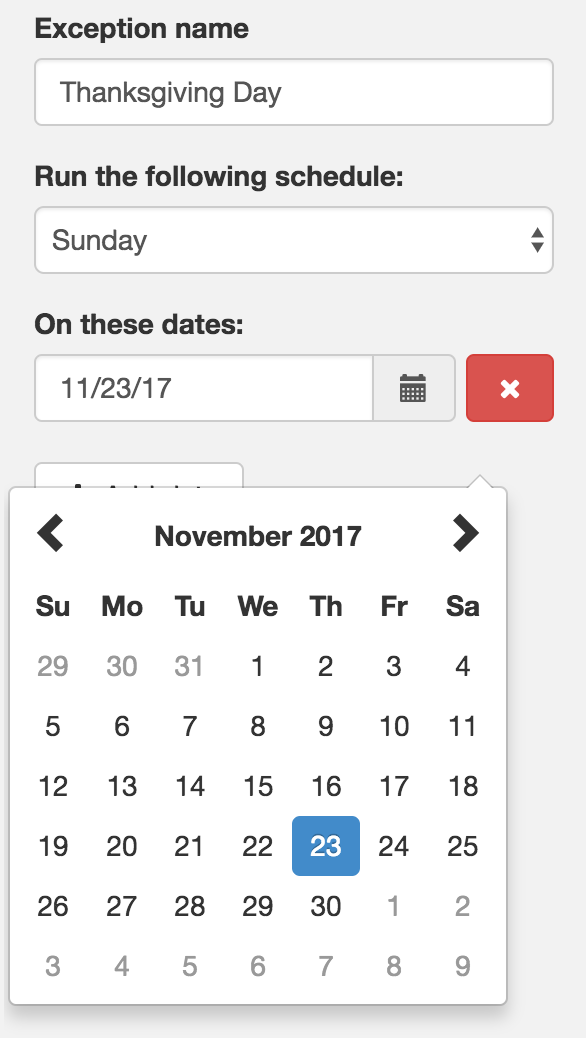 Exception name
Thanksgiving Day
Run the following schedule:
Sunday
On these dates:
11/23/17
November 2017
Su Mo Tu We Th Fr Sa
29 30 31 1 2 3 4
5 6 7 8 9 10 11
12 13 14 15 16 17 18
19 20 21 22 23 24 25
26 27 28 29 30 1 2
3 4 5 6 7 8 9